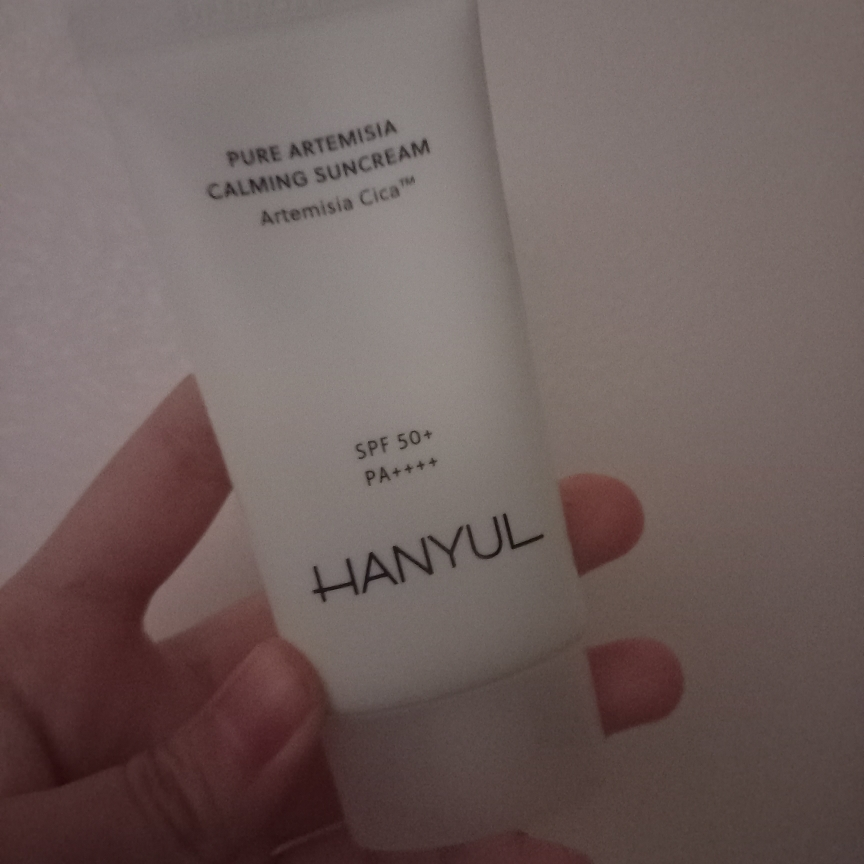 PURE ARTEMISIA
CALMING SUNCREAM
Artemisia Cica™
SPF 50+
PA++++
HANYUL